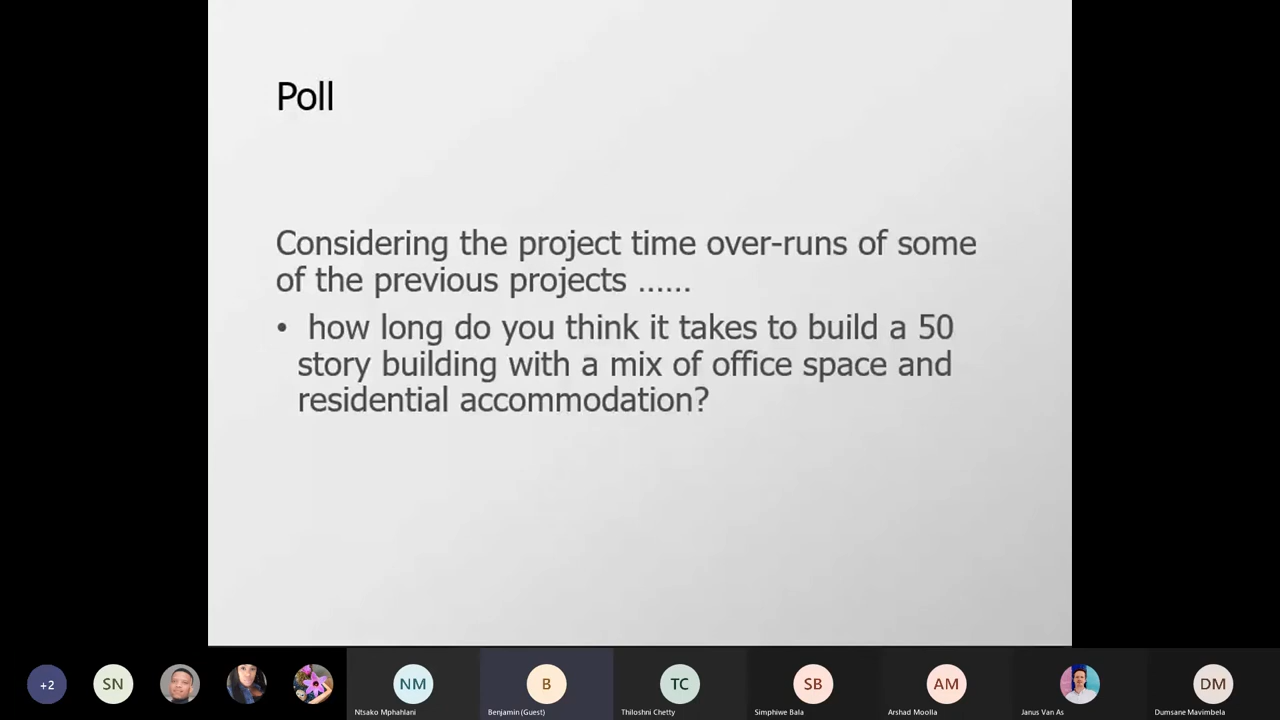 Poll
Considering the project time over-runs of some
of the previous projects ......
• how long do you think it takes to build a 50
story building with a mix of office space and
residential accommodation?
+2
SN
NM
B
TC
SB
AM
DM
Ntsako Mphahlani
Benjamin (Guest)
Thiloshni Chetty
Simphiwe Bala
Arshad Moolla
Janus Van As
Dumsane Mavimbela